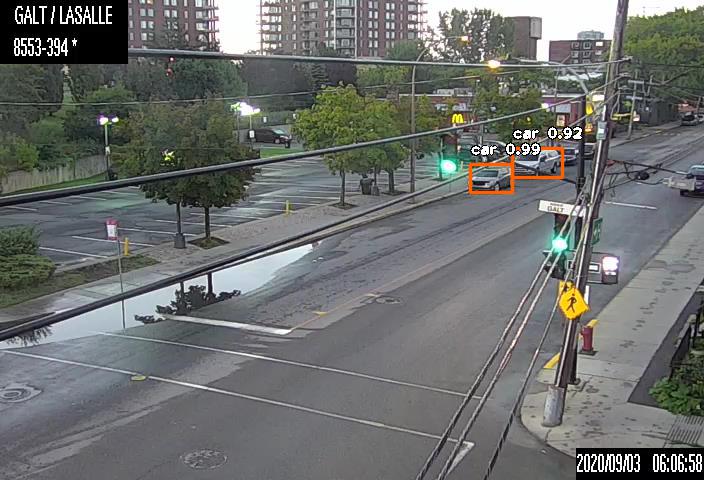 GALT / LASALLE
8553-394 *
car 0.92
car 0.99
GALT
2020/09/03 06:06:58